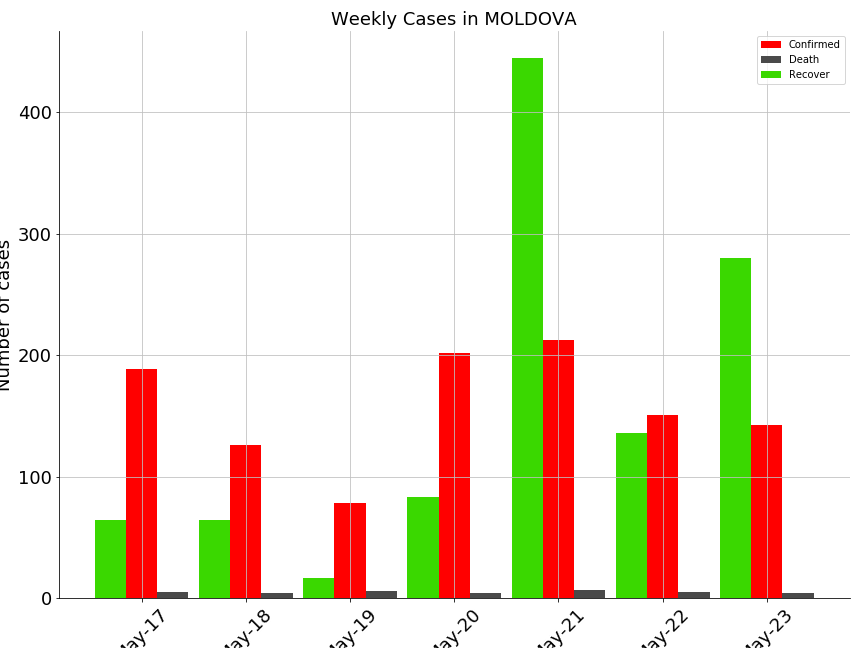 Weekly Cases in MOLDOVA
Confirmed
Death
Recover
Number of cases
400
300
200
100
0
May-17
May-18
May-19
May-20
May-21
May-22
May-23